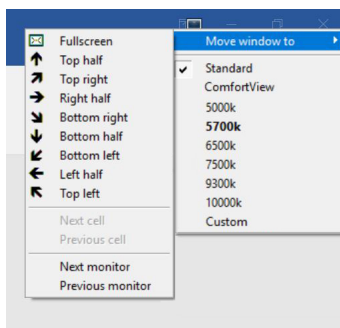 Fullscreen
Top half
Top right
Right half
Bottom right
Bottom half
Bottom left
Left half
Top left
Next cell
Previous cell
Next monitor
Previous monitor
Move window to
Standard
ComfortView
5000k
5700k
6500k
7500k
9300k
10000k
Custom